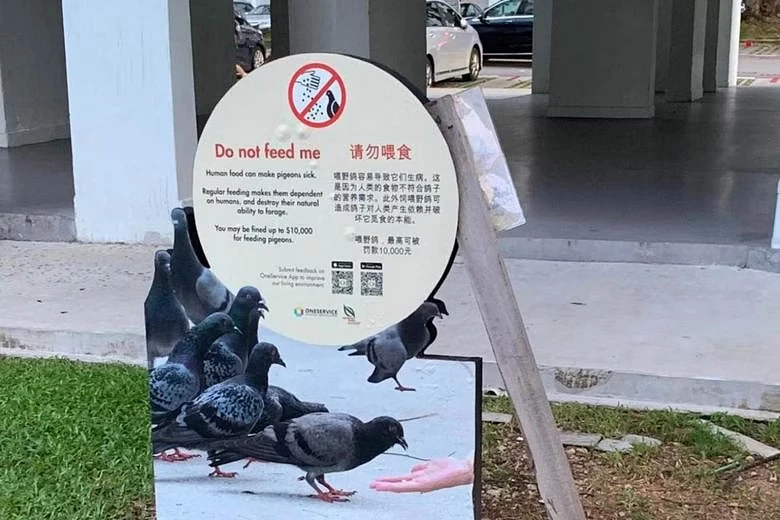 Do not feed me
Human food can make pigeons sick.
Regular feeding makes them dependent
on humans, and destroy their natural
ability to forage.
You may be fined up to $10,000
for feeding pigeons.
请勿喂食
喂野鸽容易导致它们生病。这
是因为人类的食物不符合鸽子
的营养需求。此外饲喂野鸽可
造成鸽子对人类产生依赖并破
坏它觅食的本能。
喂野鸽，最高可被
罚款10,000元
Submit feedback on
OneService App to improve
our living environment
ONESERVICE